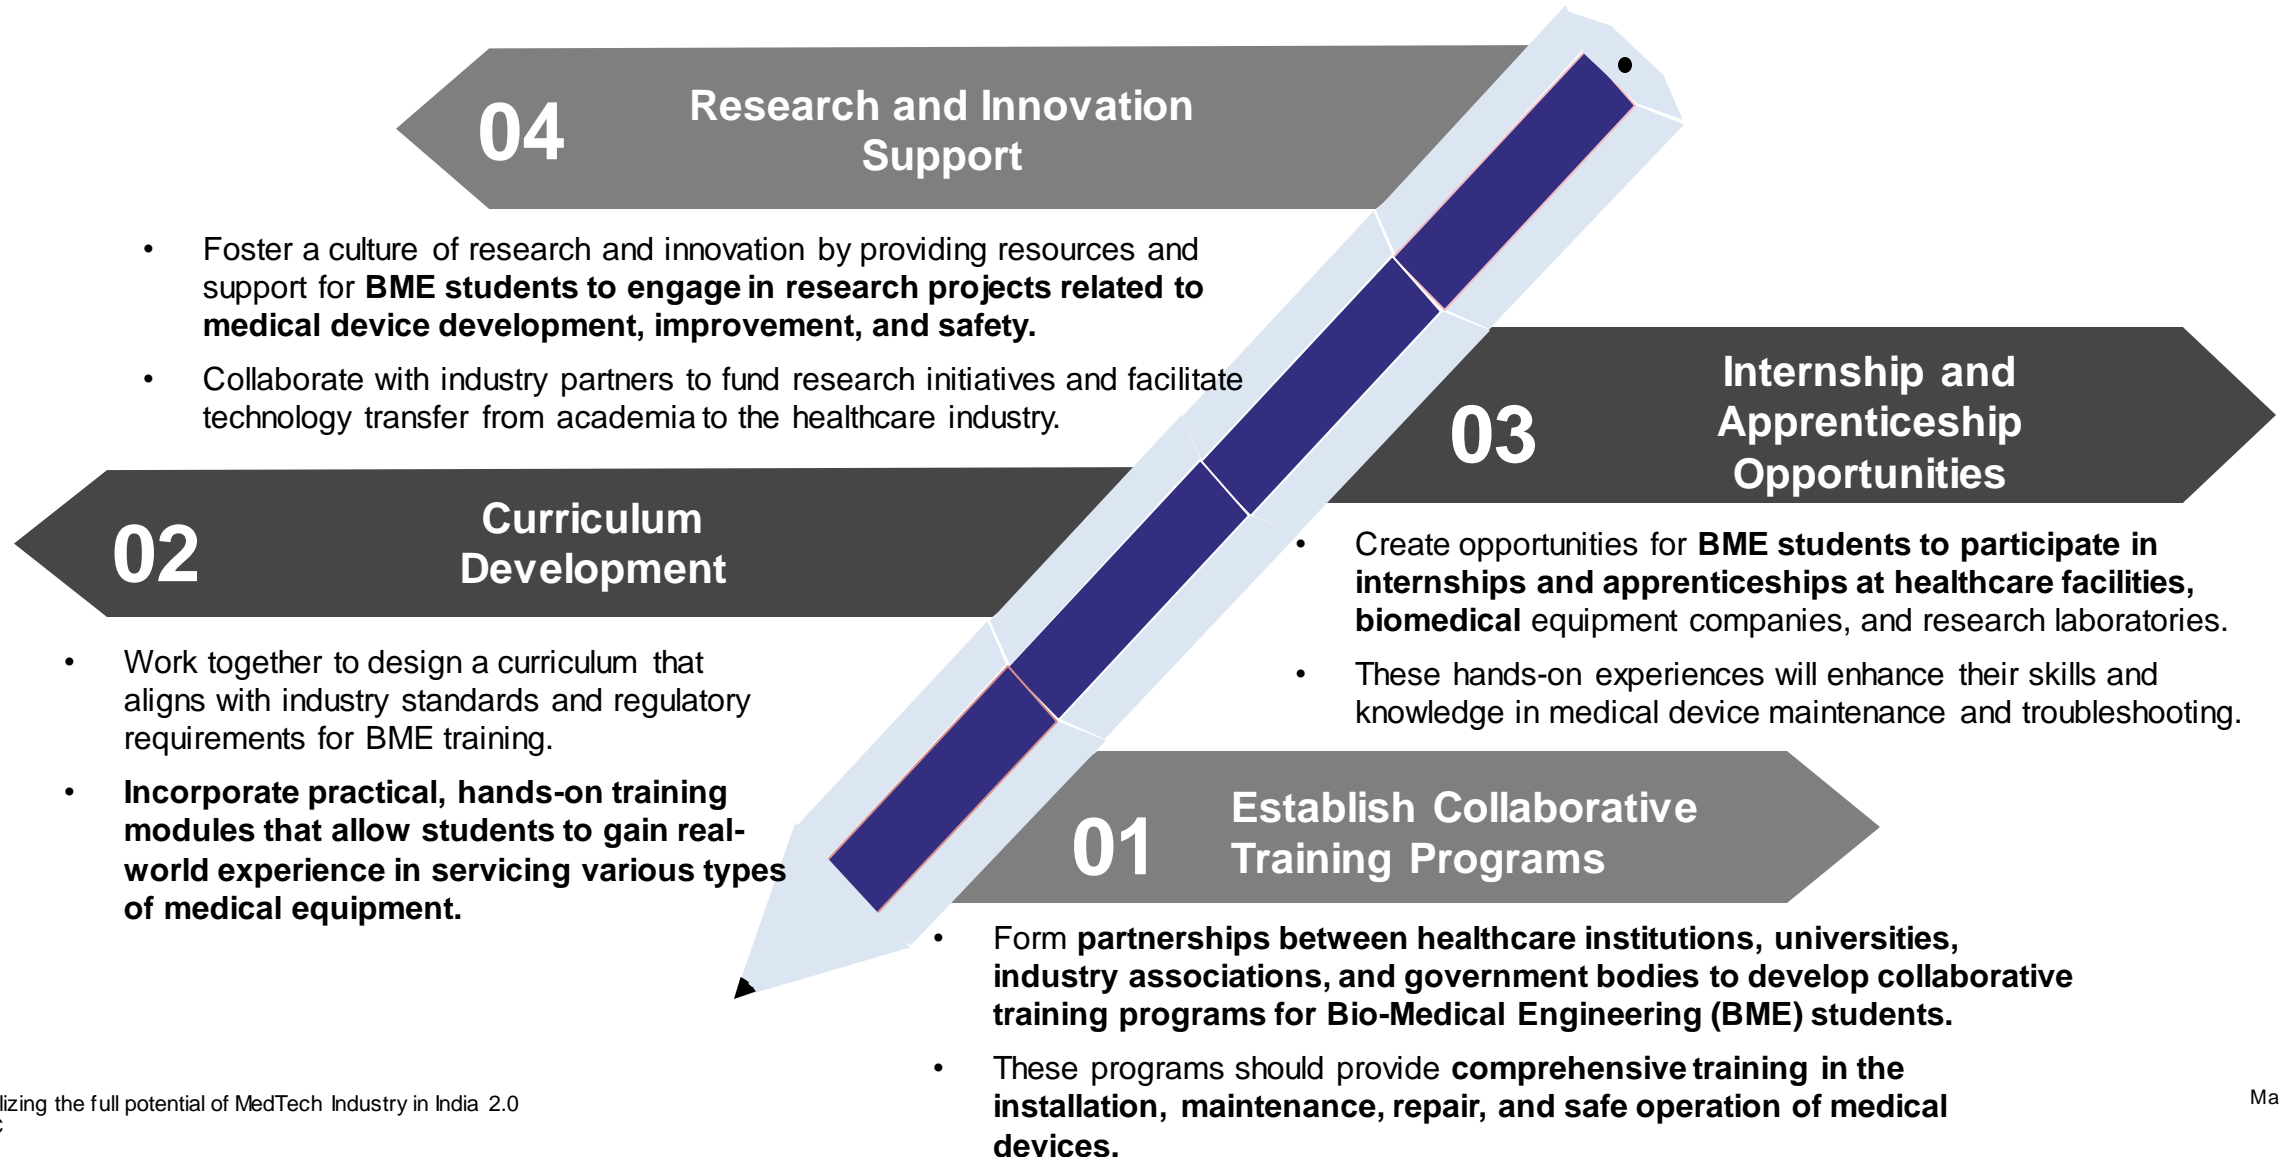 04
Research and Innovation
Support
• Foster a culture of research and innovation by providing resources and
support for BME students to engage in research projects related to
medical device development, improvement, and safety.
• Collaborate with industry partners to fund research initiatives and facilitate
technology transfer from academia to the healthcare industry.
03
Internship and
Apprenticeship
Opportunities
• Create opportunities for BME students to participate in
internships and apprenticeships at healthcare facilities,
biomedical equipment companies, and research laboratories.
• These hands-on experiences will enhance their skills and
knowledge in medical device maintenance and troubleshooting.
02
Curriculum
Development
• Work together to design a curriculum that
aligns with industry standards and regulatory
requirements for BME training.
• Incorporate practical, hands-on training
modules that allow students to gain real-
world experience in servicing various types
of medical equipment.
01
Establish Collaborative
Training Programs
• Form partnerships between healthcare institutions, universities,
industry associations, and government bodies to develop collaborative
training programs for Bio-Medical Engineering (BME) students.
• These programs should provide comprehensive training in the
installation, maintenance, repair, and safe operation of medical
devices.
lizing the full potential of MedTech Industry in India 2.0
Ma